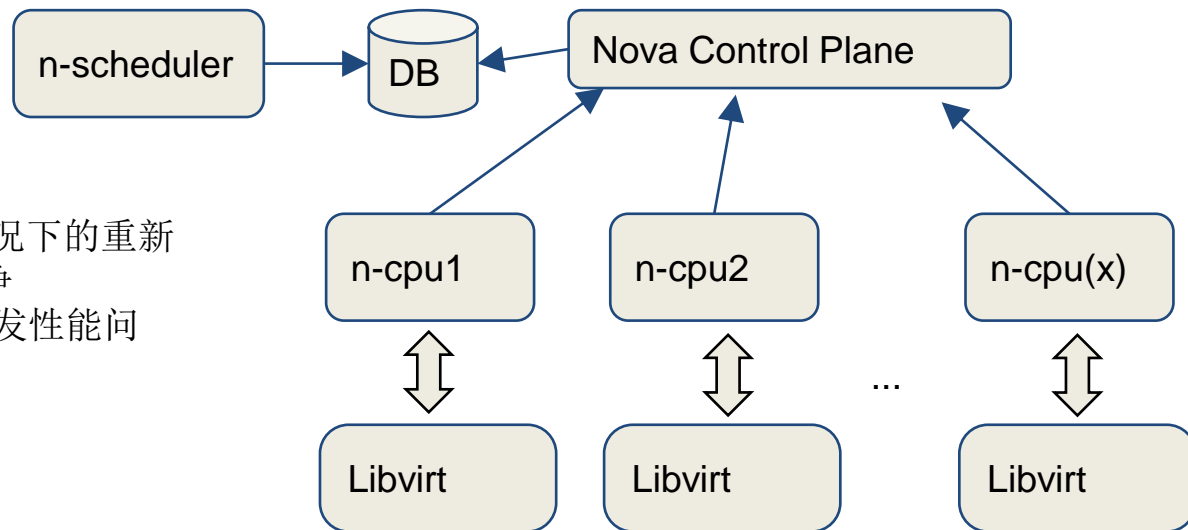 n-scheduler
DB
Nova Control Plane
况下的重新
n-cpu1
n-cpu2
n-cpu(x)
发性能问
...
Libvirt
Libvirt
Libvirt